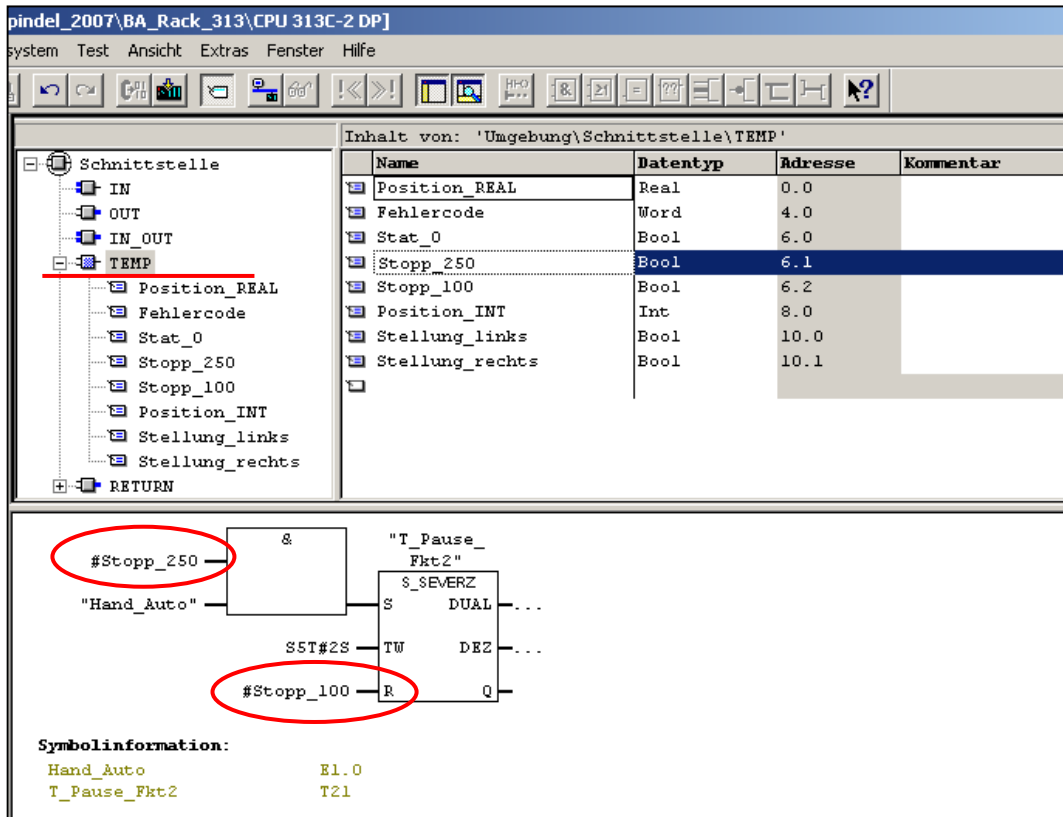 pindel_2007\BA_Rack_313\CPU 313C-2 DP]
system Test Ansicht Extras Fenster Hilfe
Inhalt von: 'Umgebung\Schnittstelle\TEMP'
Schnittstelle
IN
OUT
IN_OUT
TEMP
Position_REAL
Fehlercode
Stat_0
Stopp_250
Stopp_100
Position_INT
Stellung_links
Stellung_rechts
RETURN
Name Datentyp Adresse Kommentar
Position_REAL Real 0.0
Fehlercode Word 4.0
Stat_0 Bool 6.0
Stopp_250 Bool 6.1
Stopp_100 Bool 6.2
Position_INT Int 8.0
Stellung_links Bool 10.0
Stellung_rechts Bool 10.1
& "T_Pause_
Fkt2"
#Stopp_250
S_SEVERZ
"Hand_Auto" S DUAL ...
S5T#2S TW DEZ ...
#Stopp_100 R Q
Symbolinformation:
Hand_Auto E1.0
T_Pause_Fkt2 T21